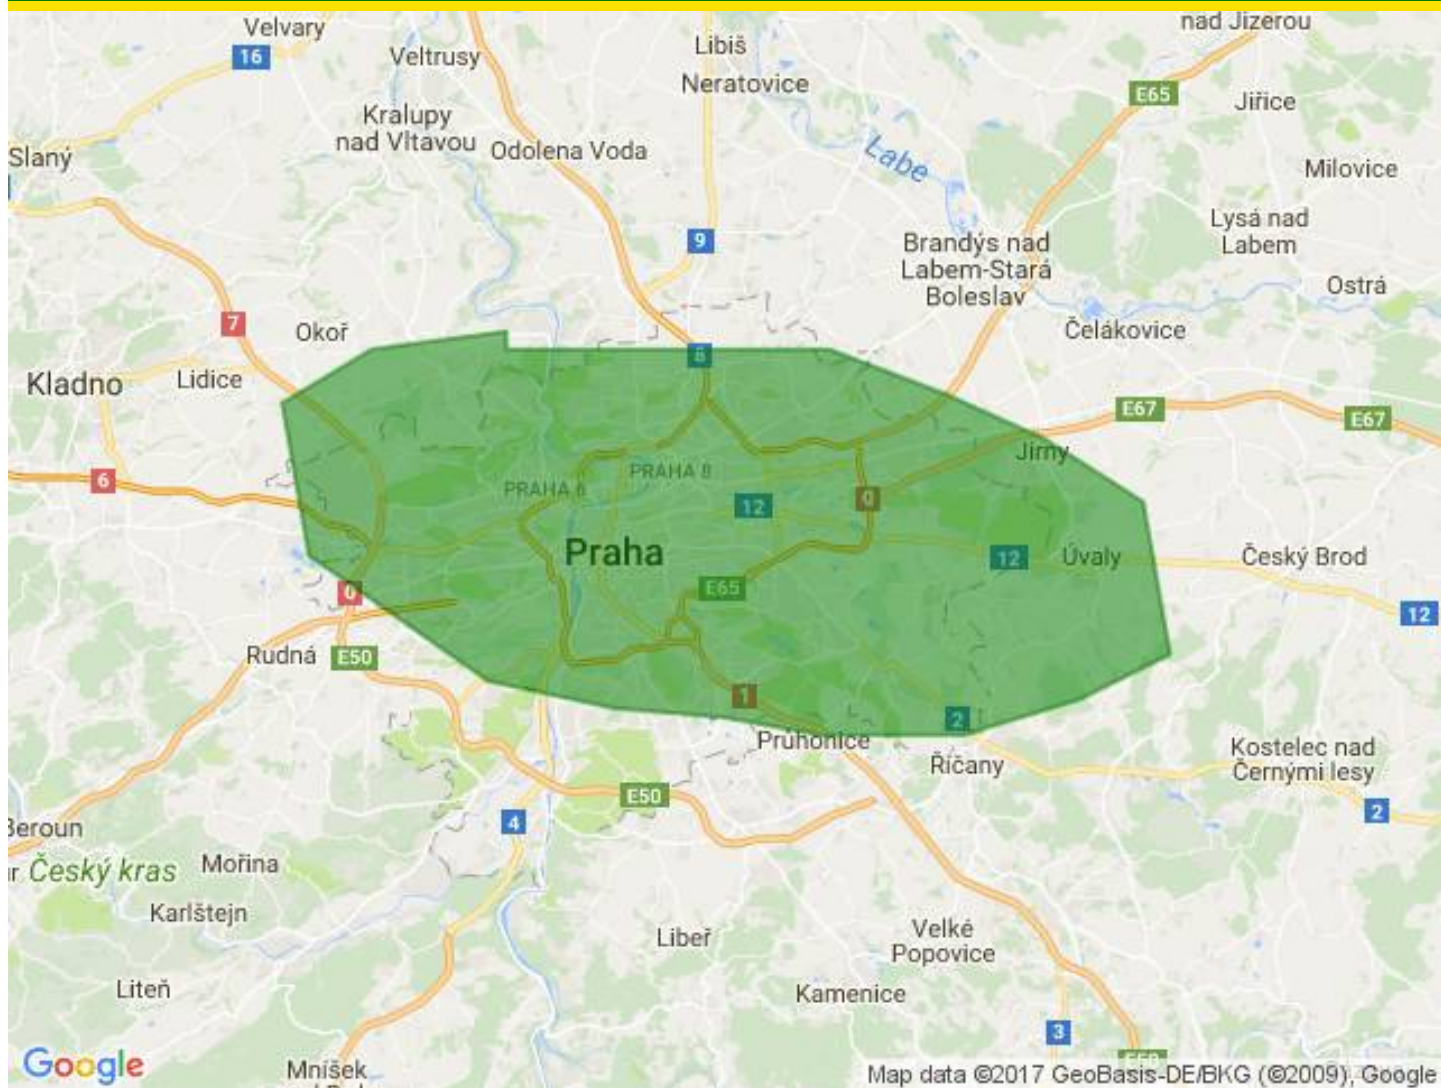 nad Jizerou
Velvary
16
Veltrusy
Libiš
Neratovice
E65
Jiřice
Kralupy
nad Vltavou
Odolena Voda
Labe
Slaný
Milovice
Lysá nad
Labem
9
Brandýs nad
Labem-Stará
Boleslav
Ostrá
7
Okoř
Čelákovice
8
Kladno
Lidice
E67
E67
Jirny
6
PRAHA 8
PRAHA 6
12
0
Praha
12
Úvaly
Český Brod
0
E65
12
Rudná
E50
1
2
Průhonice
Říčany
Kostelec nad
Černými lesy
E50
2
4
Beroun
Český kras
Mořina
Karlštejn
Libeř
Velké
Popovice
Liteň
Kamenice
3
Google
Mníšek
Map data ©2017 GeoBasis-DE/BKG (©2009), Google